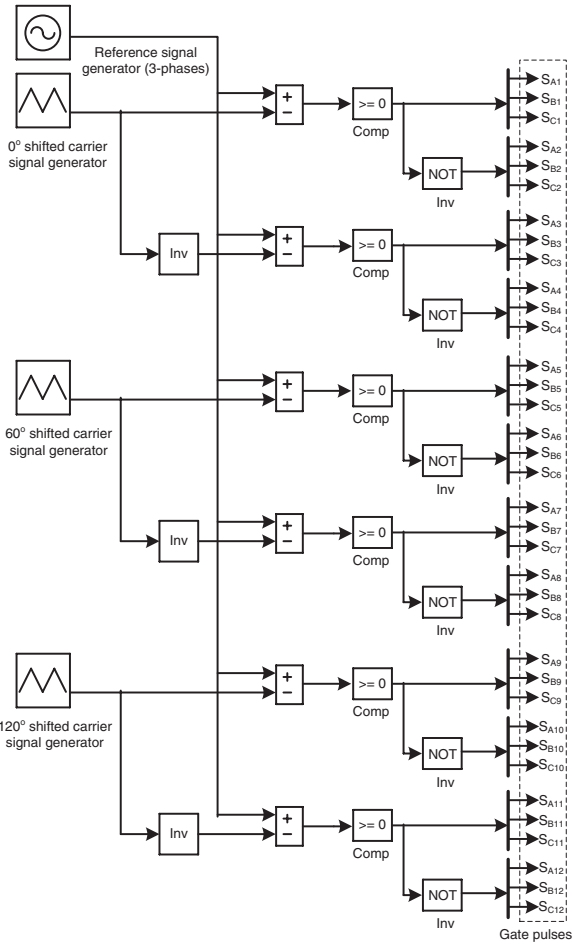 Reference signal
generator (3-phases)
0° shifted carrier
signal generator
+
−
>= 0
Comp
NOT
Inv
SA1
SB1
SC1
SA2
SB2
SC2
Inv
+
−
>= 0
Comp
NOT
Inv
SA3
SB3
SC3
SA4
SB4
SC4
60° shifted carrier
signal generator
+
−
>= 0
Comp
NOT
Inv
SA5
SB5
SC5
SA6
SB6
SC6
Inv
+
−
>= 0
Comp
NOT
Inv
SA7
SB7
SC7
SA8
SB8
SC8
120° shifted carrier
signal generator
+
−
>= 0
Comp
NOT
Inv
SA9
SB9
SC9
SA10
SB10
SC10
Inv
+
−
>= 0
Comp
NOT
Inv
SA11
SB11
SC11
SA12
SB12
SC12
Gate pulses